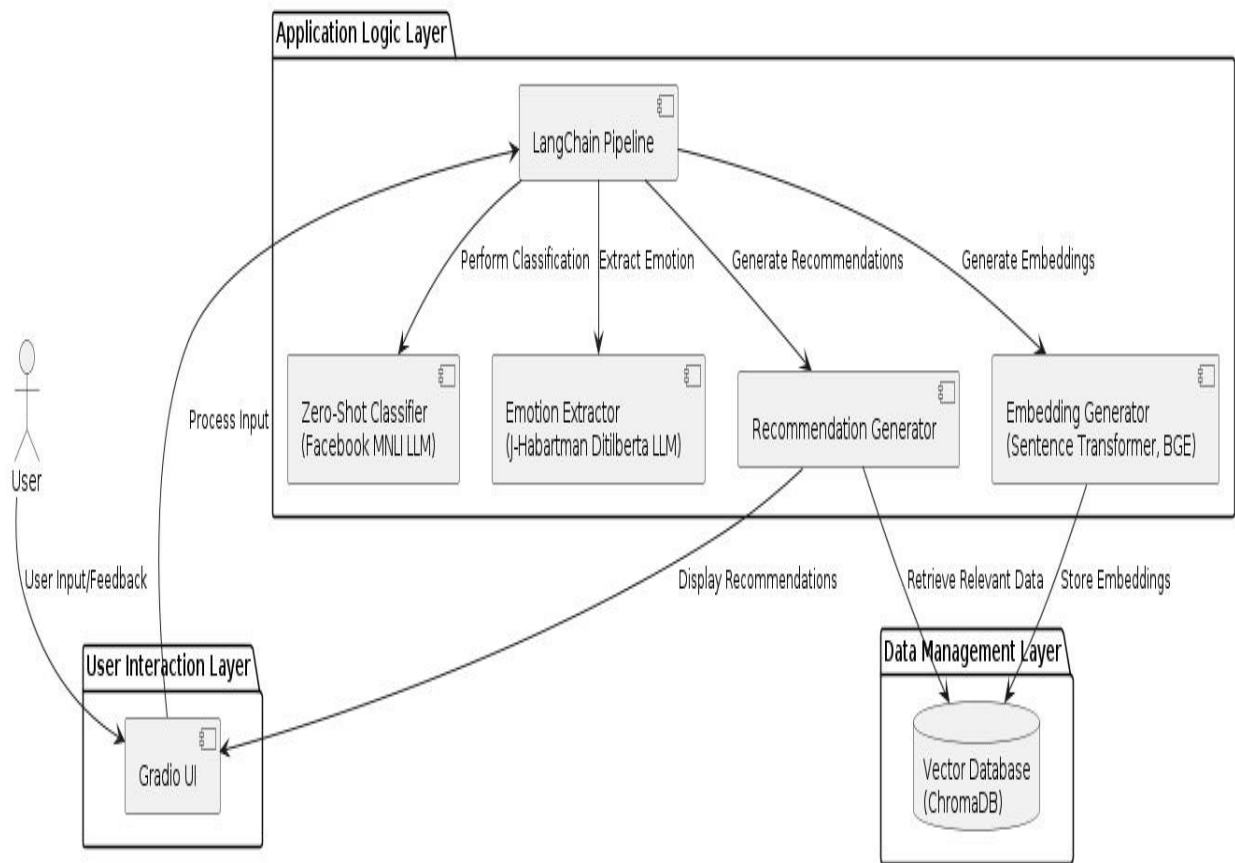 Application Logic Layer
LangChain Pipeline
Perform Classification
Extract Emotion
Generate Recommendations
Generate Embeddings
Zero-Shot Classifier
(Facebook MNLI LLM)
Emotion Extractor
(J-Habartman Ditilberta LLM)
Recommendation Generator
Embedding Generator
(Sentence Transformer, BGE)
Process Input
User
User Input/Feedback
Display Recommendations
Retrieve Relevant Data
Store Embeddings
User Interaction Layer
Gradio UI
Data Management Layer
Vector Database
(ChromaDB)